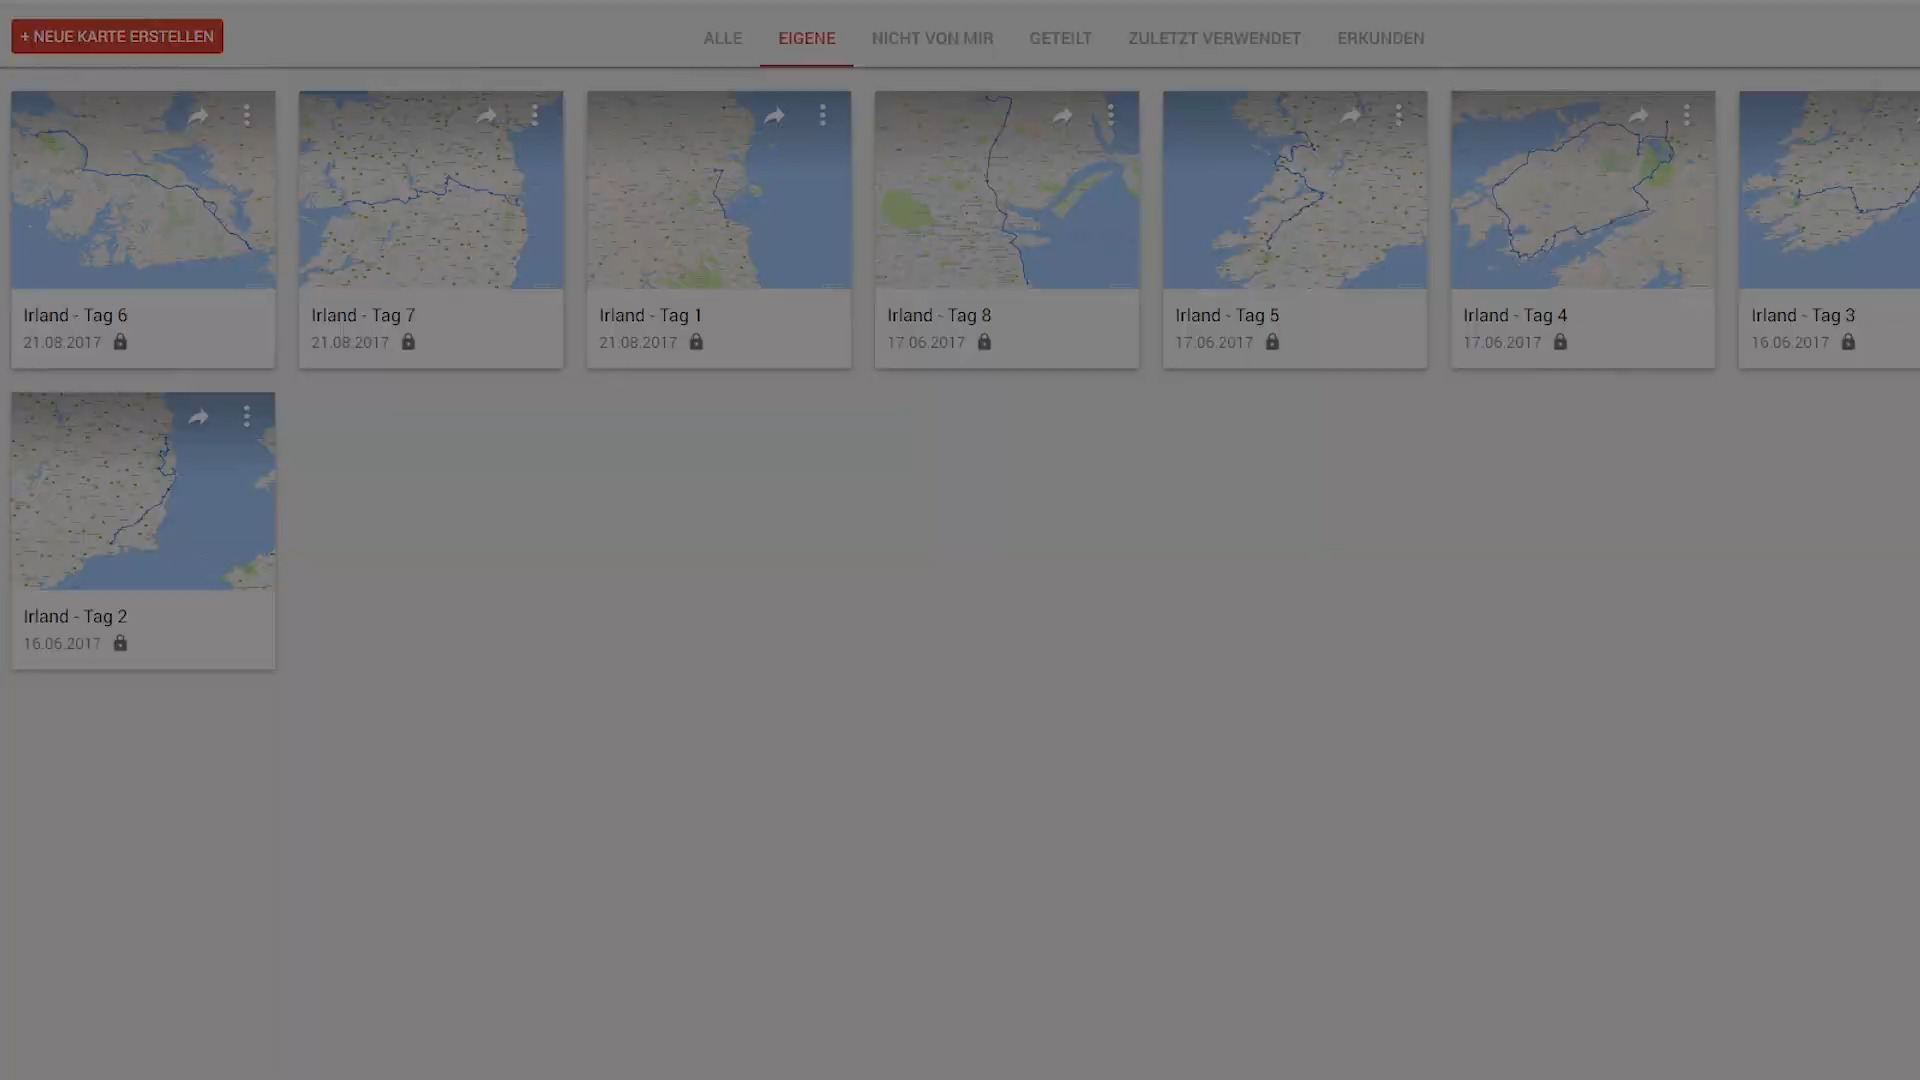 + NEUE KARTE ERSTELLEN
ALLE
EIGENE
NICHT VON MIR
GETEILT
ZULETZT VERWENDET
ERKUNDEN
Irland - Tag 6
21.08.2017
Irland - Tag 7
21.08.2017
Irland - Tag 1
21.08.2017
Irland - Tag 8
17.06.2017
Irland - Tag 5
17.06.2017
Irland - Tag 4
17.06.2017
Irland - Tag 3
16.06.2017
Irland - Tag 2
16.06.2017